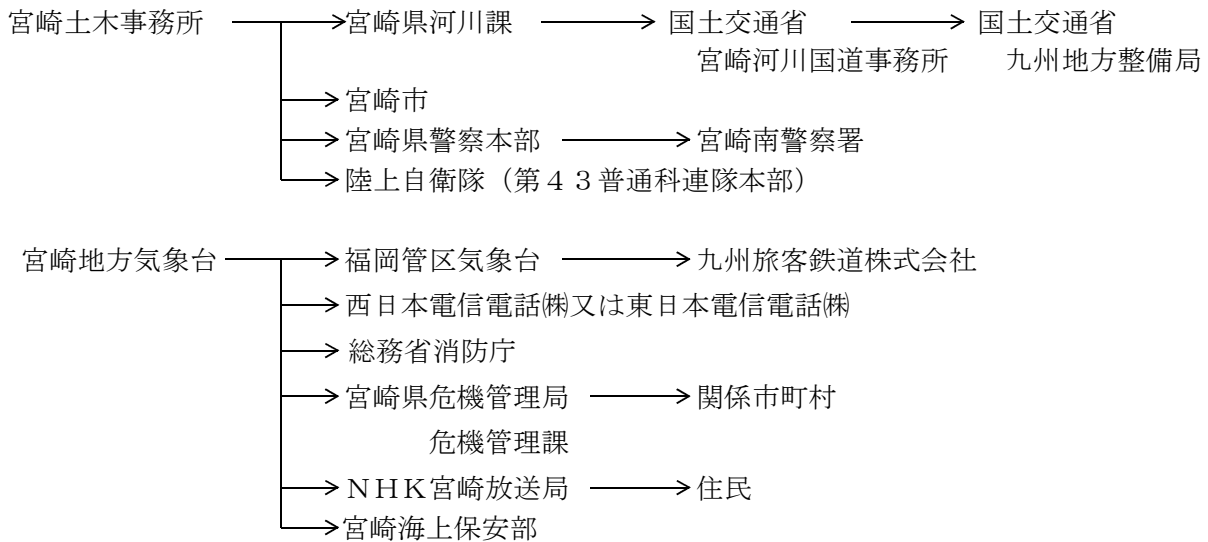 宮崎土木事務所 宮崎県河川課 国土交通省 国土交通省
宮崎河川国道事務所 九州地方整備局
宮崎市
宮崎県警察本部 宮崎南警察署
陸上自衛隊（第４３普通科連隊本部）
宮崎地方気象台 福岡管区気象台 九州旅客鉄道株式会社
西日本電信電話㈱又は東日本電信電話㈱
総務省消防庁
宮崎県危機管理局 関係市町村
危機管理課
ＮＨＫ宮崎放送局 住民
宮崎海上保安部